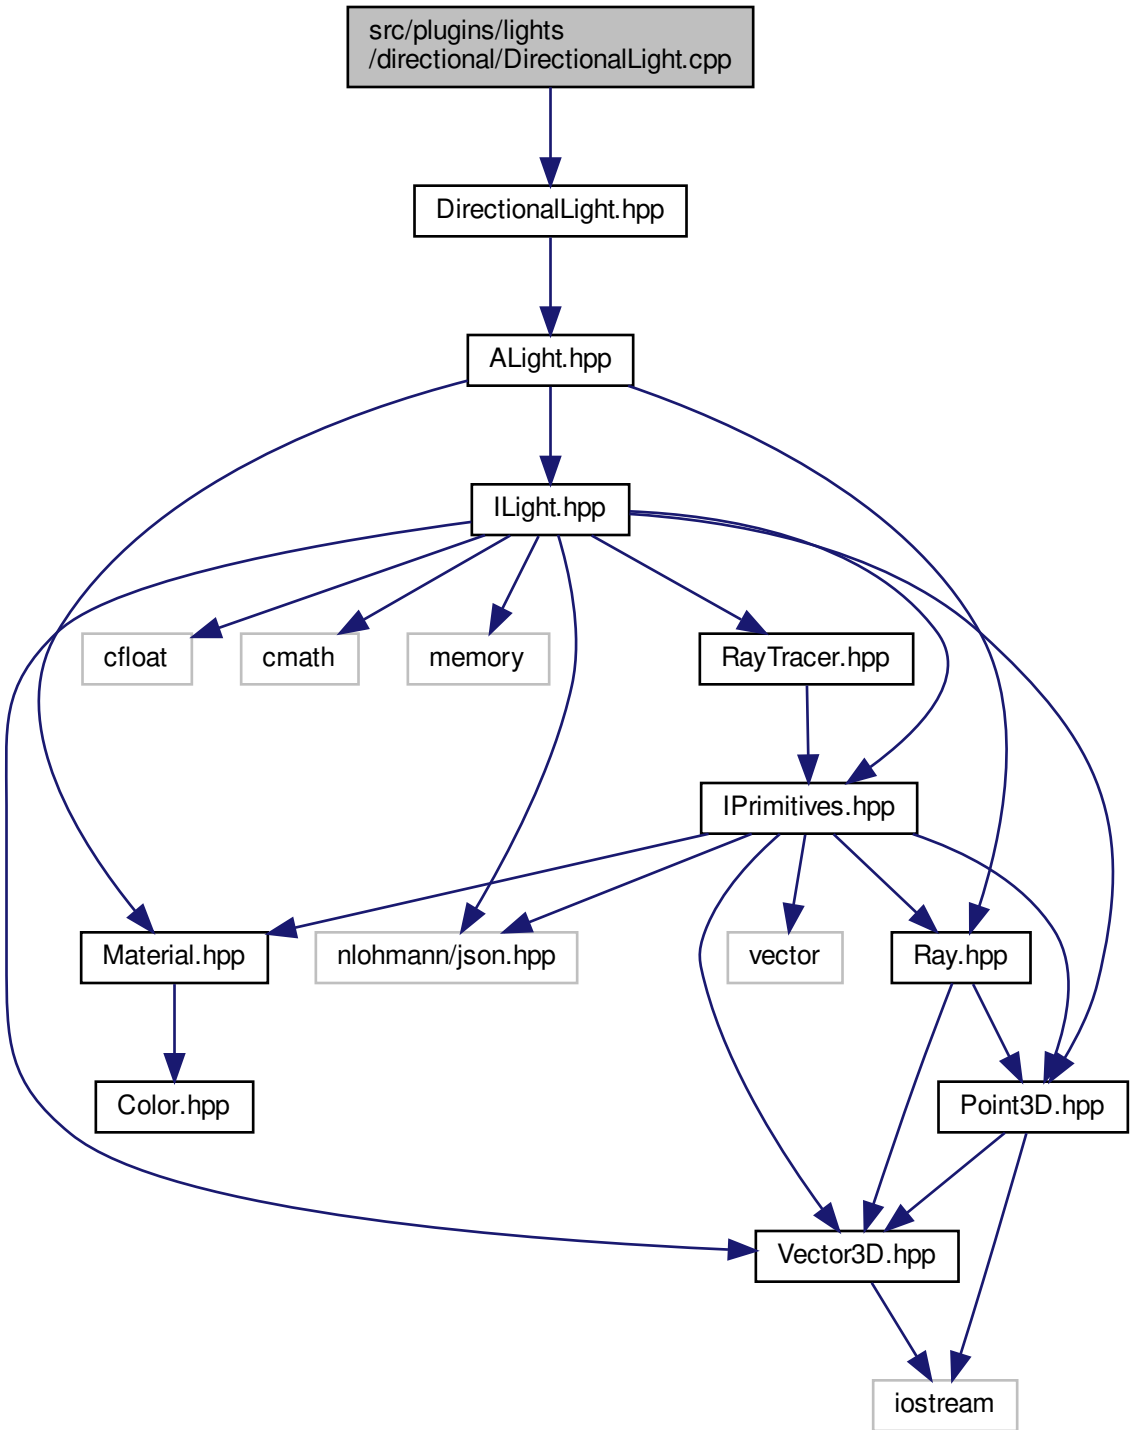 src/plugins/lights
/directional/DirectionalLight.cpp
DirectionalLight.hpp
ALight.hpp
ILight.hpp
cfloat
cmath
memory
RayTracer.hpp
IPrimitives.hpp
Material.hpp
nlohmann/json.hpp
vector
Ray.hpp
Color.hpp
Point3D.hpp
Vector3D.hpp
iostream